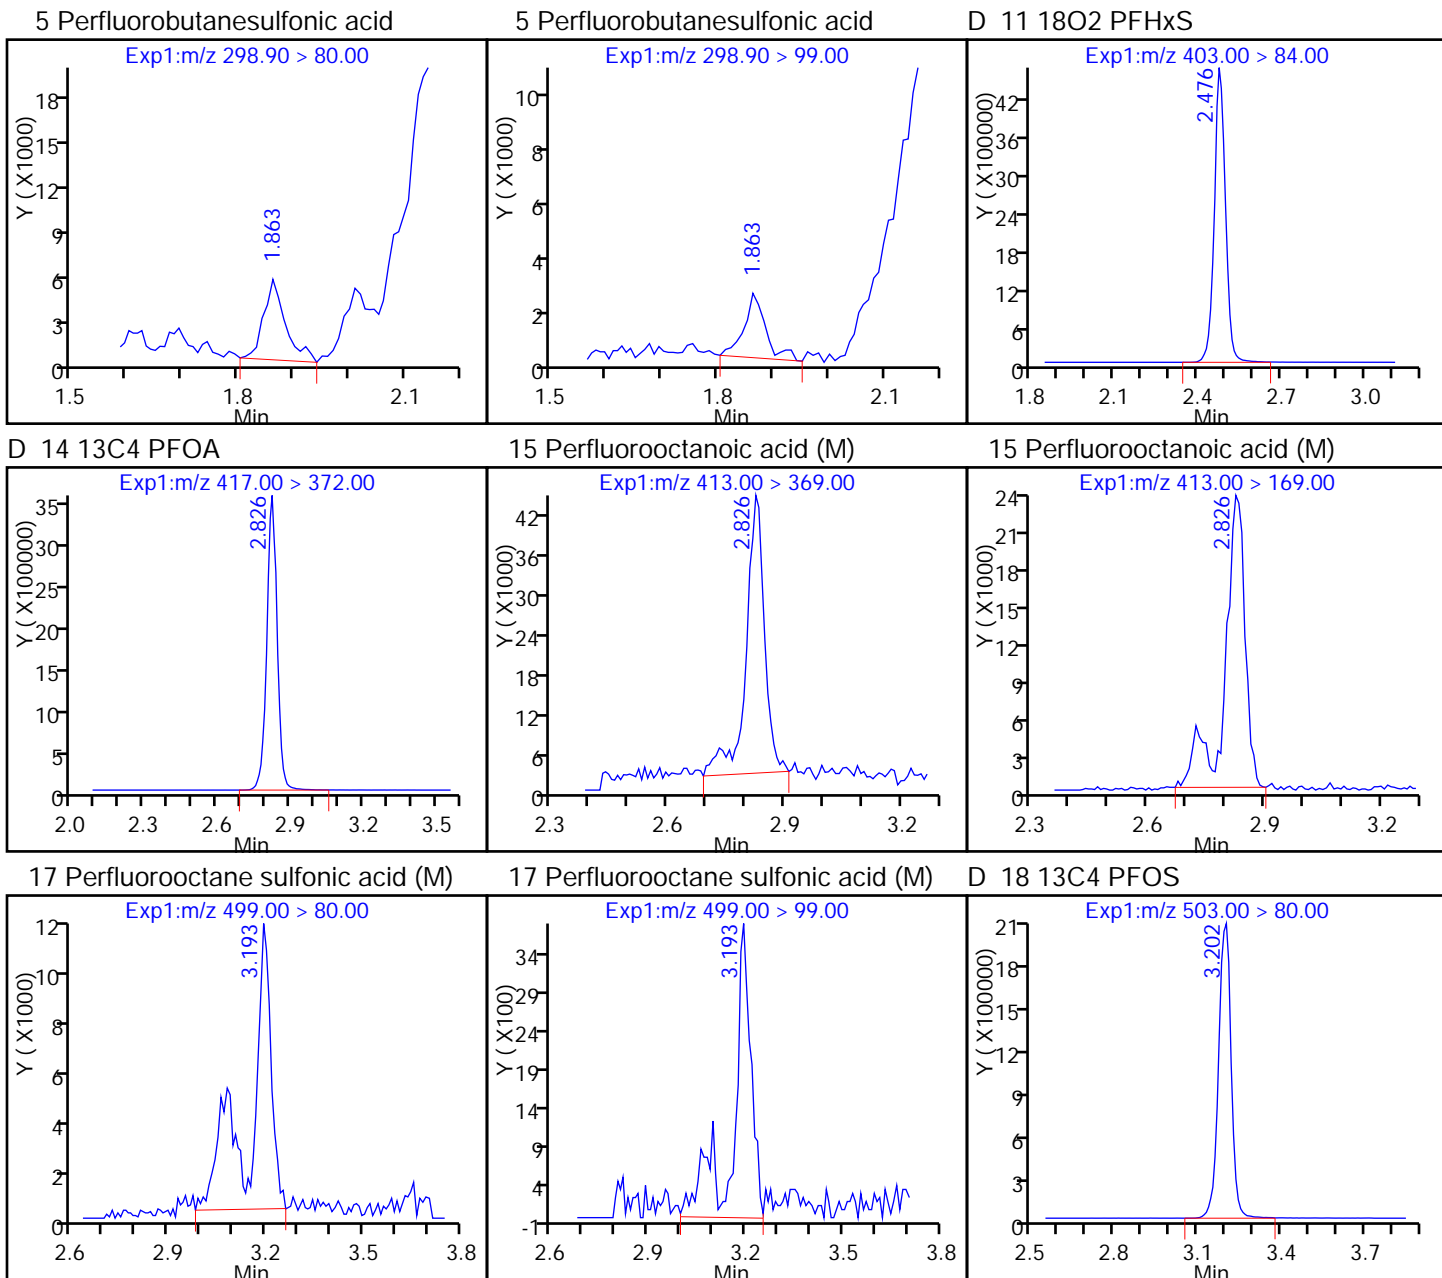 5 Perfluorobutanesulfonic acid
Exp1:m/z 298.90 > 80.00
Y ( X1000)
18
15
12
9
6
3
0
1.863
1.5 1.8 2.1
Min
5 Perfluorobutanesulfonic acid
Exp1:m/z 298.90 > 99.00
Y ( X1000)
10
8
6
4
2
0
1.863
1.5 1.8 2.1
Min
D 11 18O2 PFHxS
Exp1:m/z 403.00 > 84.00
Y ( X100000)
42
36
30
24
18
12
6
0
2.476
1.8 2.1 2.4 2.7 3.0
Min
D 14 13C4 PFOA
Exp1:m/z 417.00 > 372.00
Y ( X100000)
35
30
25
20
15
10
5
0
2.826
2.0 2.3 2.6 2.9 3.2 3.5
Min
15 Perfluorooctanoic acid (M)
Exp1:m/z 413.00 > 369.00
Y ( X1000)
42
36
30
24
18
12
6
0
2.826
2.3 2.6 2.9 3.2
Min
15 Perfluorooctanoic acid (M)
Exp1:m/z 413.00 > 169.00
Y ( X1000)
24
21
18
15
12
9
6
3
0
2.826
2.3 2.6 2.9 3.2
Min
17 Perfluorooctane sulfonic acid (M)
Exp1:m/z 499.00 > 80.00
Y ( X1000)
12
10
8
6
4
2
0
3.193
2.6 2.9 3.2 3.5 3.8
Min
17 Perfluorooctane sulfonic acid (M)
Exp1:m/z 499.00 > 99.00
Y ( X100)
34
29
24
19
14
9
4
-1
3.193
2.6 2.9 3.2 3.5 3.8
Min
D 18 13C4 PFOS
Exp1:m/z 503.00 > 80.00
Y ( X100000)
21
18
15
12
9
6
3
0
3.202
2.5 2.8 3.1 3.4 3.7
Min